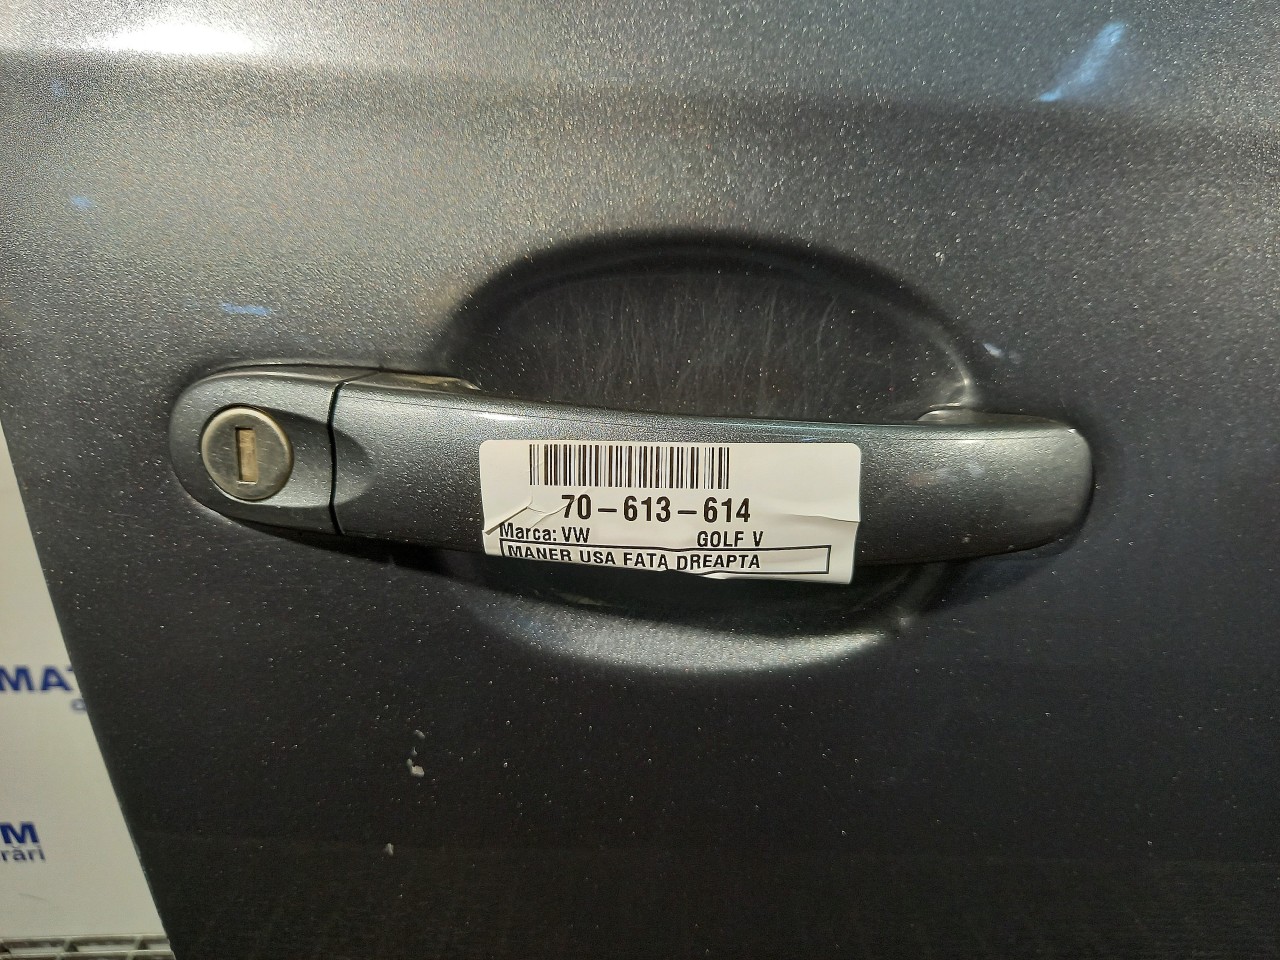 70-613-614
Marca: VW GOLF V
MANER USA FATA DREAPTA